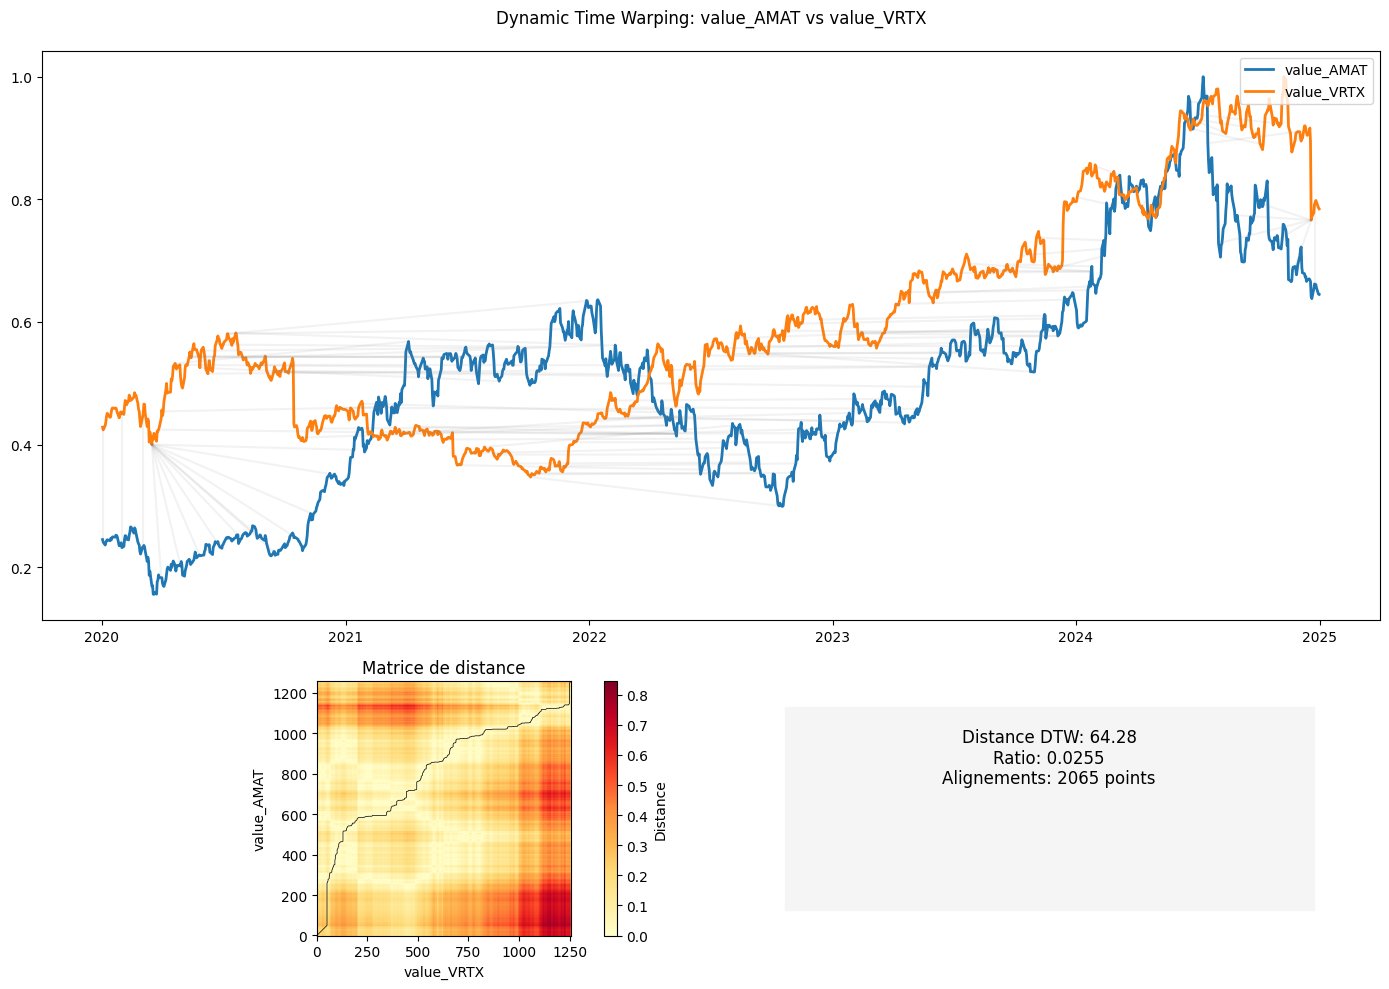 Dynamic Time Warping: value_AMAT vs value_VRTX
1.0
0.8
0.6
0.4
0.2
value_AMAT
value_VRTX
2020 2021 2022 2023 2024 2025
Matrice de distance
1200
1000
800
600
400
200
0
value_AMAT
0 250 500 750 1000 1250
value_VRTX
0.8
0.7
0.6
0.5
0.4
0.3
0.2
0.1
0.0
Distance
Distance DTW: 64.28
Ratio: 0.0255
Alignements: 2065 points